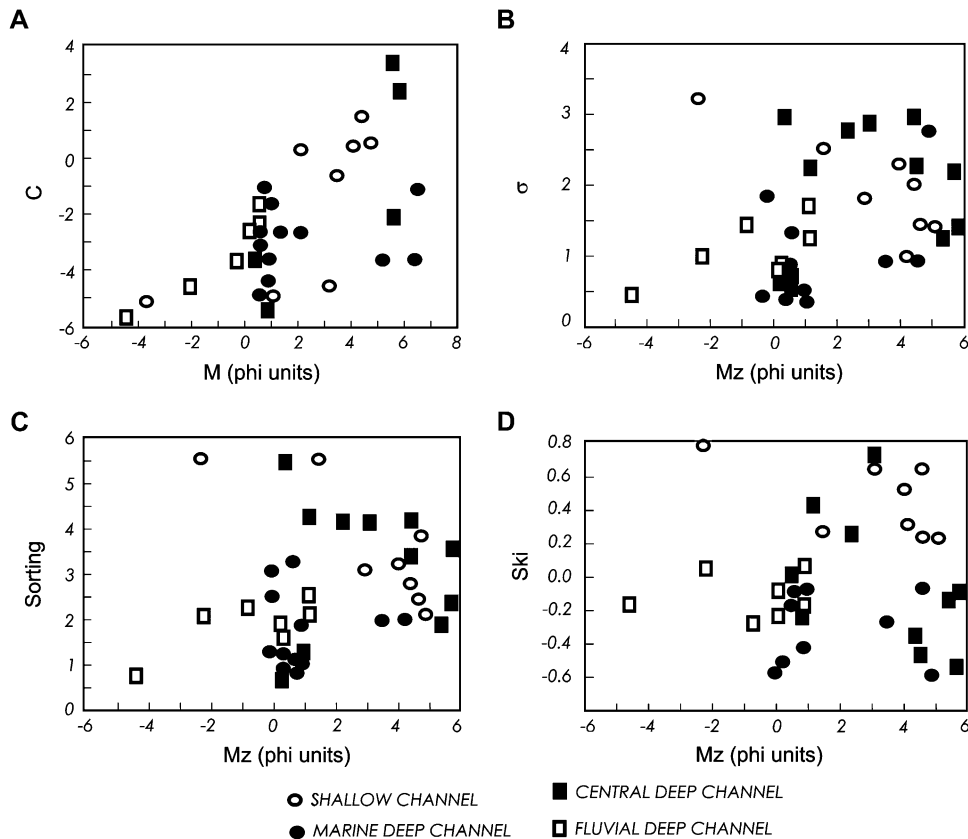 A
4
2
0
-2
-4
-6
C
-6 -4 -2 0 2 4 6 8
M (phi units)
B
4
3
2
1
0
σ
-6 -4 -2 0 2 4 6
Mz (phi units)
C
6
5
4
3
2
1
0
Sorting
-6 -4 -2 0 2 4 6
Mz (phi units)
D
0.8
0.6
0.4
0.2
0.0
-0.2
-0.4
-0.6
Ski
-6 -4 -2 0 2 4 6
Mz (phi units)
SHALLOW CHANNEL
MARINE DEEP CHANNEL
CENTRAL DEEP CHANNEL
FLUVIAL DEEP CHANNEL